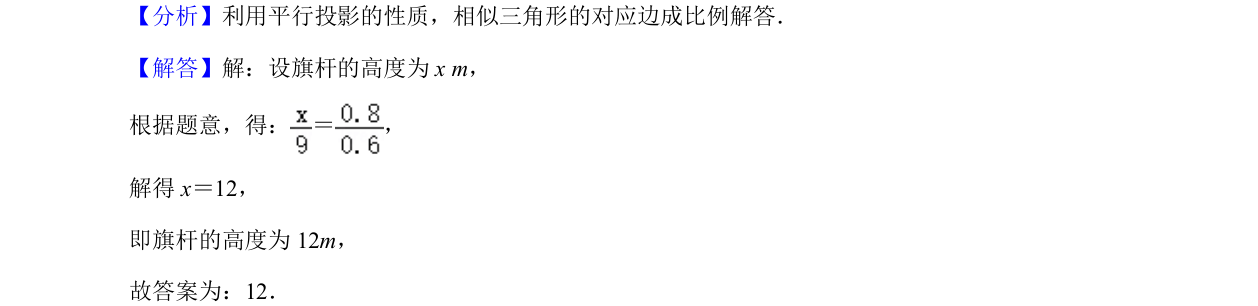 【分析】利用平行投影的性质，相似三角形的对应边成比例解答．
【解答】解：设旗杆的高度为 x m，
根据题意，得：x/9=0.8/0.6，
解得 x＝12，
即旗杆的高度为 12m，
故答案为：12．